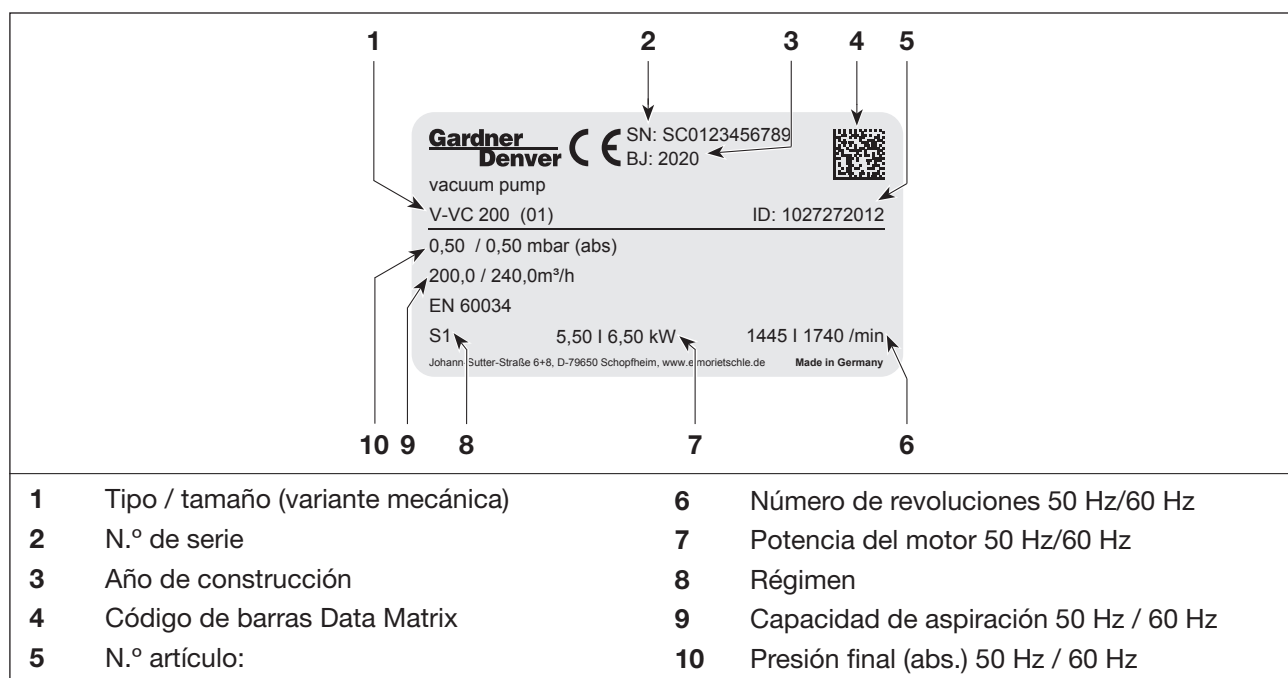 1 2 3 4 5
Gardner
Denver
CE
SN: SC0123456789
BJ: 2020
vacuum pump
V-VC 200 (01) ID: 1027272012
0,50 / 0,50 mbar (abs)
200,0 / 240,0m³/h
EN 60034
S1 5,50 I 6,50 kW 1445 I 1740 /min
Johann-Sutter-Straße 6+8, D-79650 Schopfheim, www.elmorietschle.de Made in Germany
10 9 8 7 6
1 Tipo / tamaño (variante mecánica)
2 N.º de serie
3 Año de construcción
4 Código de barras Data Matrix
5 N.º artículo:
6 Número de revoluciones 50 Hz/60 Hz
7 Potencia del motor 50 Hz/60 Hz
8 Régimen
9 Capacidad de aspiración 50 Hz / 60 Hz
10 Presión final (abs.) 50 Hz / 60 Hz